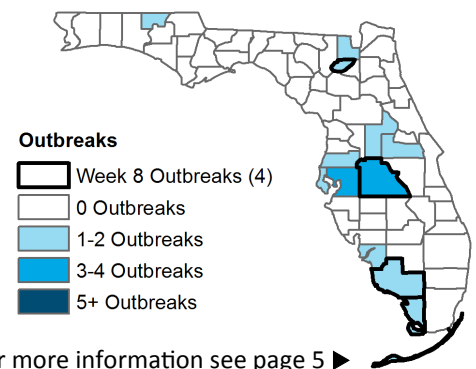 Outbreaks
Week 8 Outbreaks (4)
0 Outbreaks
1-2 Outbreaks
3-4 Outbreaks
5+ Outbreaks
r more information see page 5 ▶